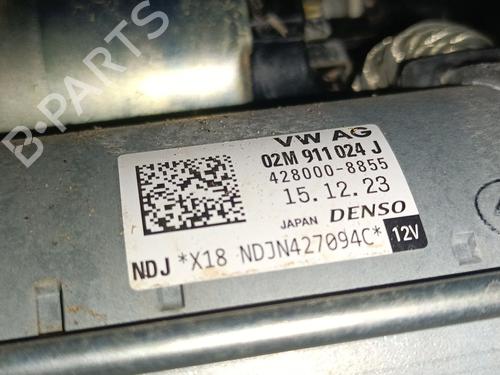 B-PARTS
VW AG
02M 911 024 J
428000-8855
15.12.23
JAPAN DENSO
NDJ *X18 NDJN427094C* 12V